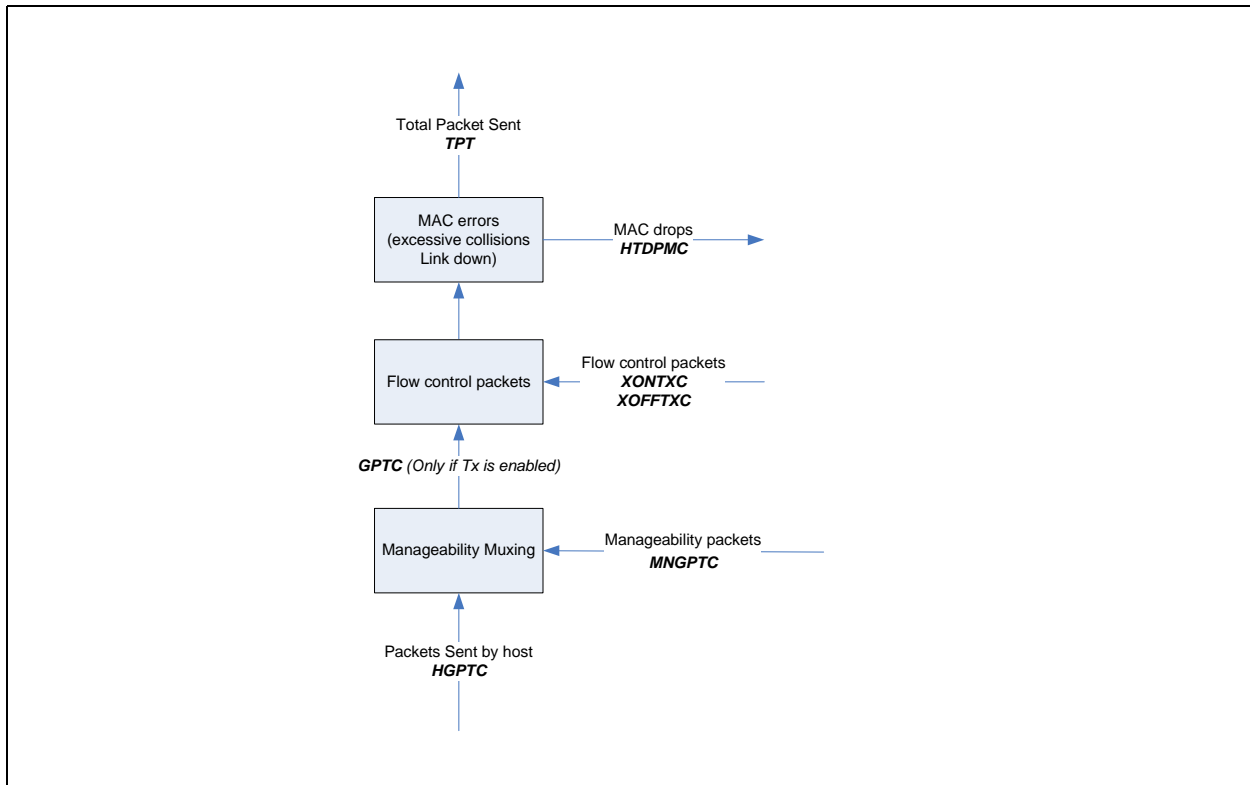 Total Packet Sent
TPT
MAC errors
(excessive collisions
Link down)
MAC drops
HTDPMC
Flow control packets
Flow control packets
XONTXC
XOFFTXC
GPTC (Only if Tx is enabled)
Manageability Muxing
Manageability packets
MNGPTC
Packets Sent by host
HGPTC